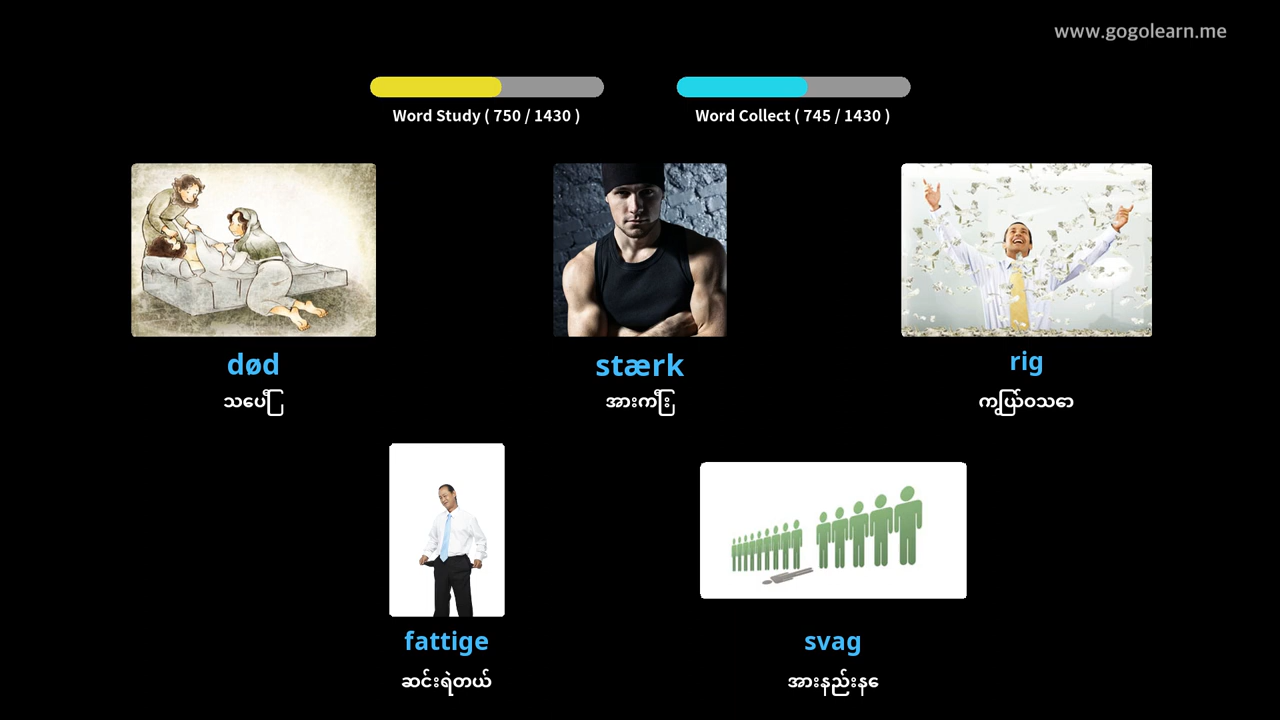 www.gogolearn.me
Word Study ( 750 / 1430 )
Word Collect ( 745 / 1430 )
død
stærk
rig
သေပြီ
အားကြီး
ကြွယ်ဝသော
fattige
svag
ဆင်းရဲတယ်
အားနည်းနေ